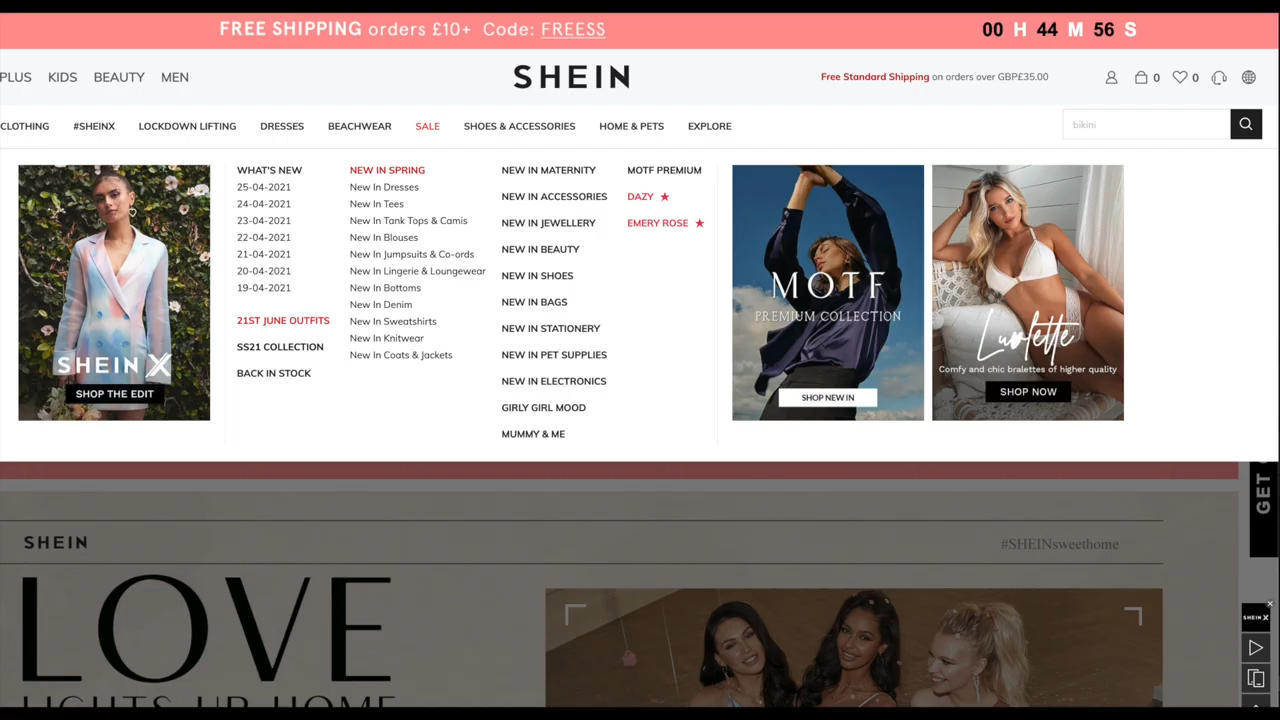 FREE SHIPPING orders £10+ Code: FREESS
00 H 44 M 56 S
PLUS KIDS BEAUTY MEN
SHEIN
Free Standard Shipping on orders over GBP£35.00
0
0
CLOTHING #SHEINX LOCKDOWN LIFTING DRESSES BEACHWEAR SALE SHOES & ACCESSORIES HOME & PETS EXPLORE
bikini
SHEIN X
SHOP THE EDIT
WHAT'S NEW
25-04-2021
24-04-2021
23-04-2021
22-04-2021
21-04-2021
20-04-2021
19-04-2021
21ST JUNE OUTFITS
SS21 COLLECTION
BACK IN STOCK
NEW IN SPRING
New In Dresses
New In Tees
New In Tank Tops & Camis
New In Blouses
New In Jumpsuits & Co-ords
New In Lingerie & Loungewear
New In Bottoms
New In Denim
New In Sweatshirts
New In Knitwear
New In Coats & Jackets
NEW IN MATERNITY
NEW IN ACCESSORIES
NEW IN JEWELLERY
NEW IN BEAUTY
NEW IN SHOES
NEW IN BAGS
NEW IN STATIONERY
NEW IN PET SUPPLIES
NEW IN ELECTRONICS
GIRLY GIRL MOOD
MUMMY & ME
MOTF PREMIUM
DAZY ★
EMERY ROSE ★
MOTF
PREMIUM COLLECTION
SHOP NEW IN
Luvlette
Comfy and chic bralettes of higher quality
SHOP NOW
GET
SHEIN
#SHEINsweethome
LOVE
LIGHTS UP HOME
SHEIN X